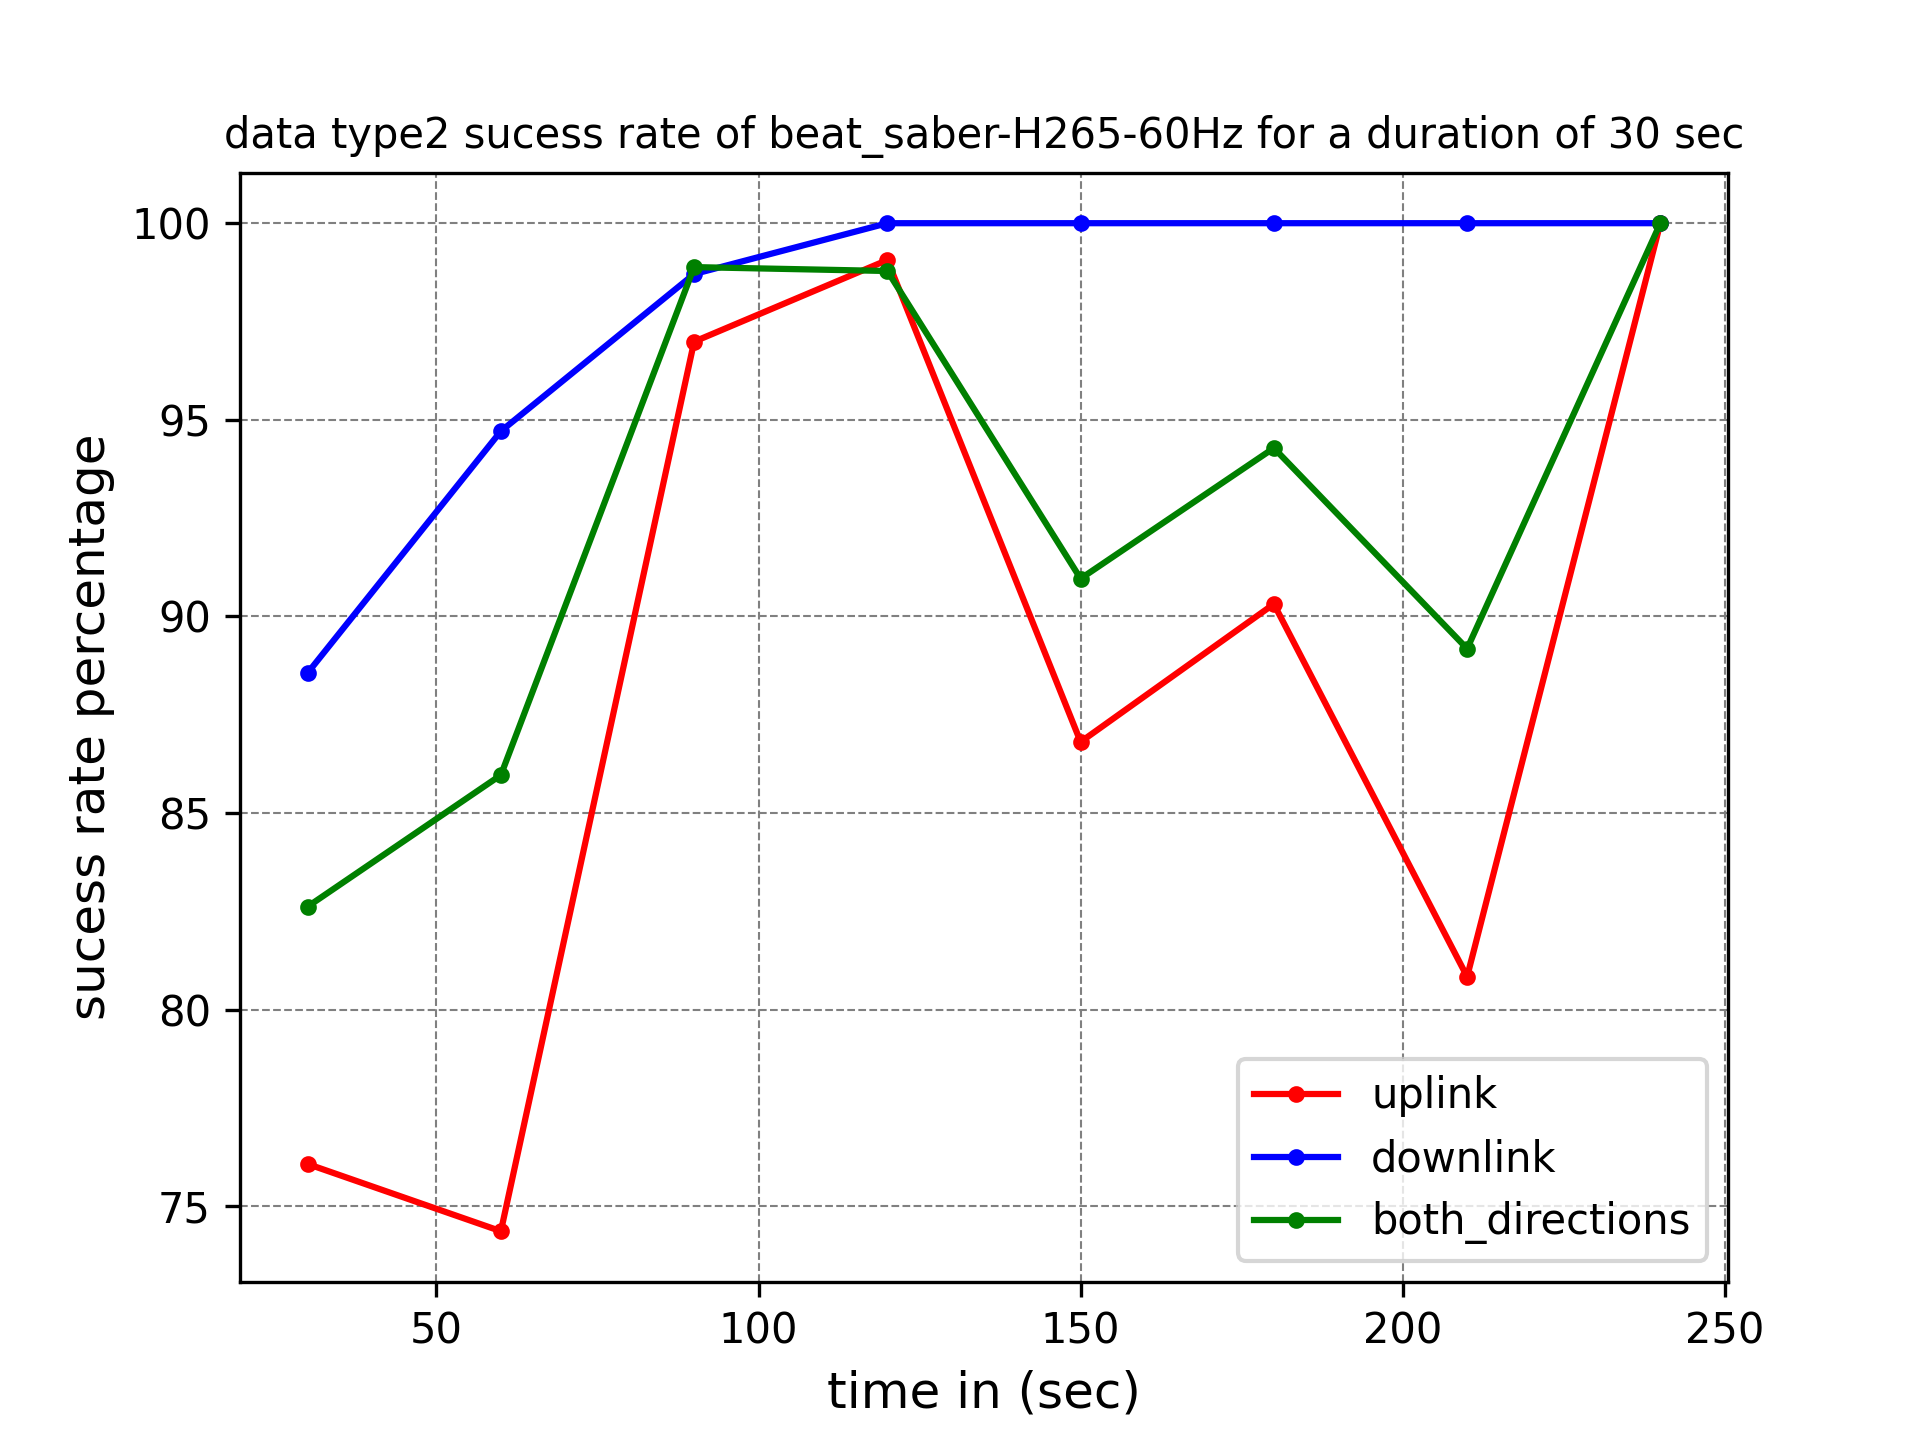 data type2 sucess rate of beat_saber-H265-60Hz for a duration of 30 sec
100
95
90
85
80
75
sucess rate percentage
uplink
downlink
both_directions
50 100 150 200 250
time in (sec)